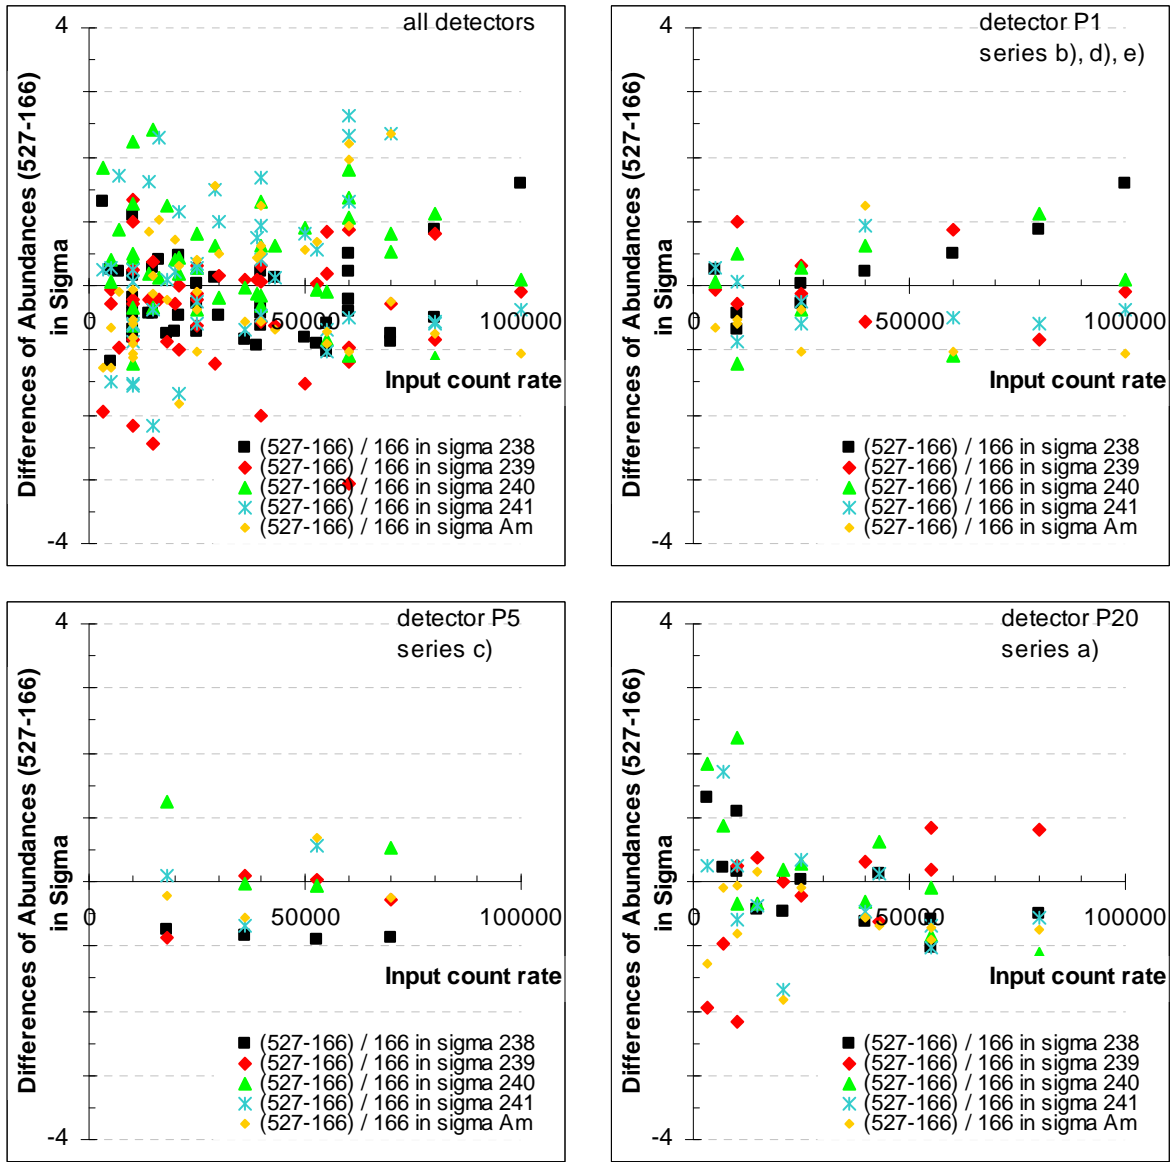 4
all detectors
Differences of Abundances (527-166)
in Sigma
0
50000
100000
Input count rate
(527-166) / 166 in sigma 238
(527-166) / 166 in sigma 239
(527-166) / 166 in sigma 240
(527-166) / 166 in sigma 241
(527-166) / 166 in sigma Am
-4
4
detector P1
series b), d), e)
Differences of Abundances (527-166)
in Sigma
0
50000
100000
Input count rate
(527-166) / 166 in sigma 238
(527-166) / 166 in sigma 239
(527-166) / 166 in sigma 240
(527-166) / 166 in sigma 241
(527-166) / 166 in sigma Am
-4
4
detector P5
series c)
Differences of Abundances (527-166)
in Sigma
0
50000
100000
Input count rate
(527-166) / 166 in sigma 238
(527-166) / 166 in sigma 239
(527-166) / 166 in sigma 240
(527-166) / 166 in sigma 241
(527-166) / 166 in sigma Am
-4
4
detector P20
series a)
Differences of Abundances (527-166)
in Sigma
0
50000
100000
Input count rate
(527-166) / 166 in sigma 238
(527-166) / 166 in sigma 239
(527-166) / 166 in sigma 240
(527-166) / 166 in sigma 241
(527-166) / 166 in sigma Am
-4